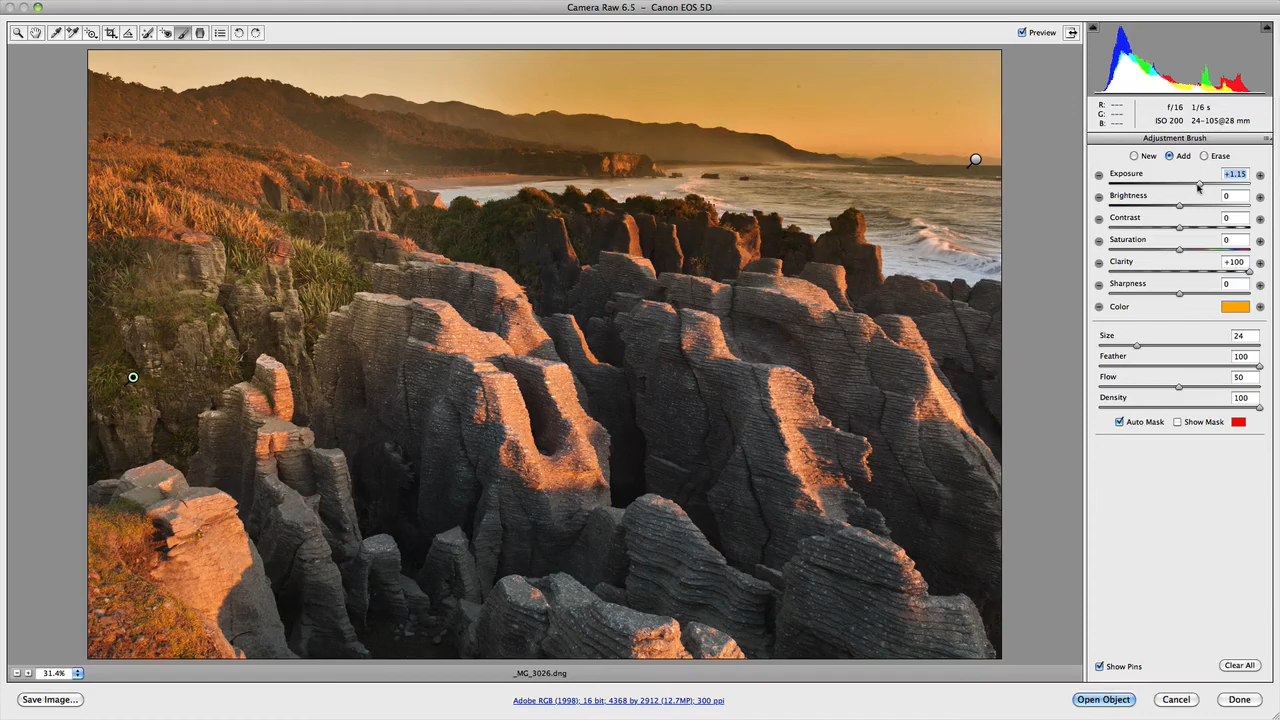 Camera Raw 6.5 - Canon EOS 5D
Preview
R: ---
G: ---
B: ---
f/16 1/6 s
ISO 200 24-105@28 mm
Adjustment Brush
New Add Erase
Exposure +1.15
Brightness 0
Contrast 0
Saturation 0
Clarity +100
Sharpness 0
Color
Size 24
Feather 100
Flow 50
Density 100
Auto Mask Show Mask
Show Pins Clear All
31.4% _MG_3026.dng
Save Image... Adobe RGB (1998); 16 bit; 4368 by 2912 (12.7MP); 300 ppi Open Object Cancel Done